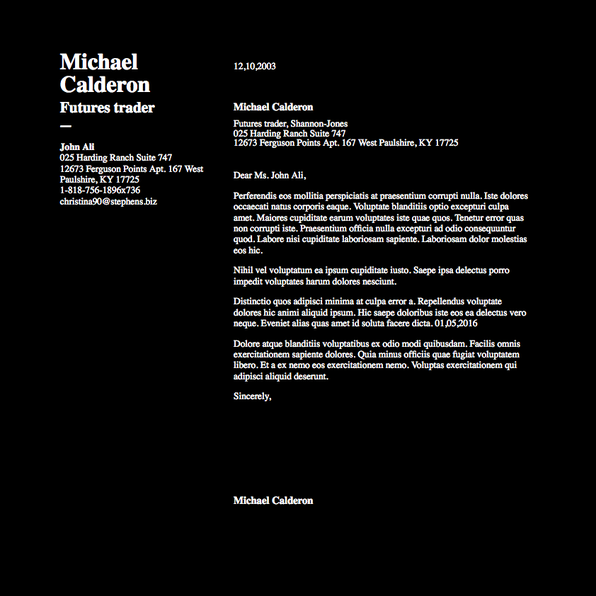 Michael
Calderon
Futures trader
John Ali
025 Harding Ranch Suite 747
12673 Ferguson Points Apt. 167 West
Paulshire, KY 17725
1-818-756-1896x736
christina90@stephens.biz
12,10,2003
Michael Calderon
Futures trader, Shannon-Jones
025 Harding Ranch Suite 747
12673 Ferguson Points Apt. 167 West Paulshire, KY 17725
Dear Ms. John Ali,
Perferendis eos mollitia perspiciatis at praesentium corrupti nulla. Iste dolores
occaecati natus corporis eaque. Voluptate blanditiis optio excepturi culpa
amet. Maiores cupiditate earum voluptates iste quae quos. Tenetur error quas
non corrupti iste. Praesentium officia nulla excepturi ad odio consequuntur
quod. Labore nisi cupiditate laboriosam sapiente. Laboriosam dolor molestias
eos hic.
Nihil vel voluptatum ea ipsum cupiditate iusto. Saepe ipsa delectus porro
impedit voluptates harum dolores nesciunt.
Distinctio quos adipisci minima at culpa error a. Repellendus voluptate
dolores hic animi aliquid ipsum. Hic saepe doloribus iste eos ea delectus vero
neque. Eveniet alias quas amet id soluta facere dicta. 01,05,2016
Dolore atque blanditiis voluptatibus ex odio modi quibusdam. Facilis omnis
exercitationem sapiente dolores. Quia minus officiis quae fugiat voluptatem
libero. Et a ex nemo eos exercitationem nemo. Voluptas exercitationem qui
adipisci aliquid deserunt.
Sincerely,
Michael Calderon